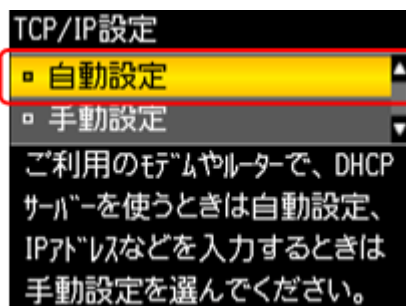 TCP/IP設定
▫ 自動設定
▫ 手動設定
ご利用のﾓﾃﾞﾑやﾙｰﾀｰで、DHCP
ｻｰﾊﾞｰを使うときは自動設定、
IPｱﾄﾞﾚｽなどを入力するときは
手動設定を選んでください。